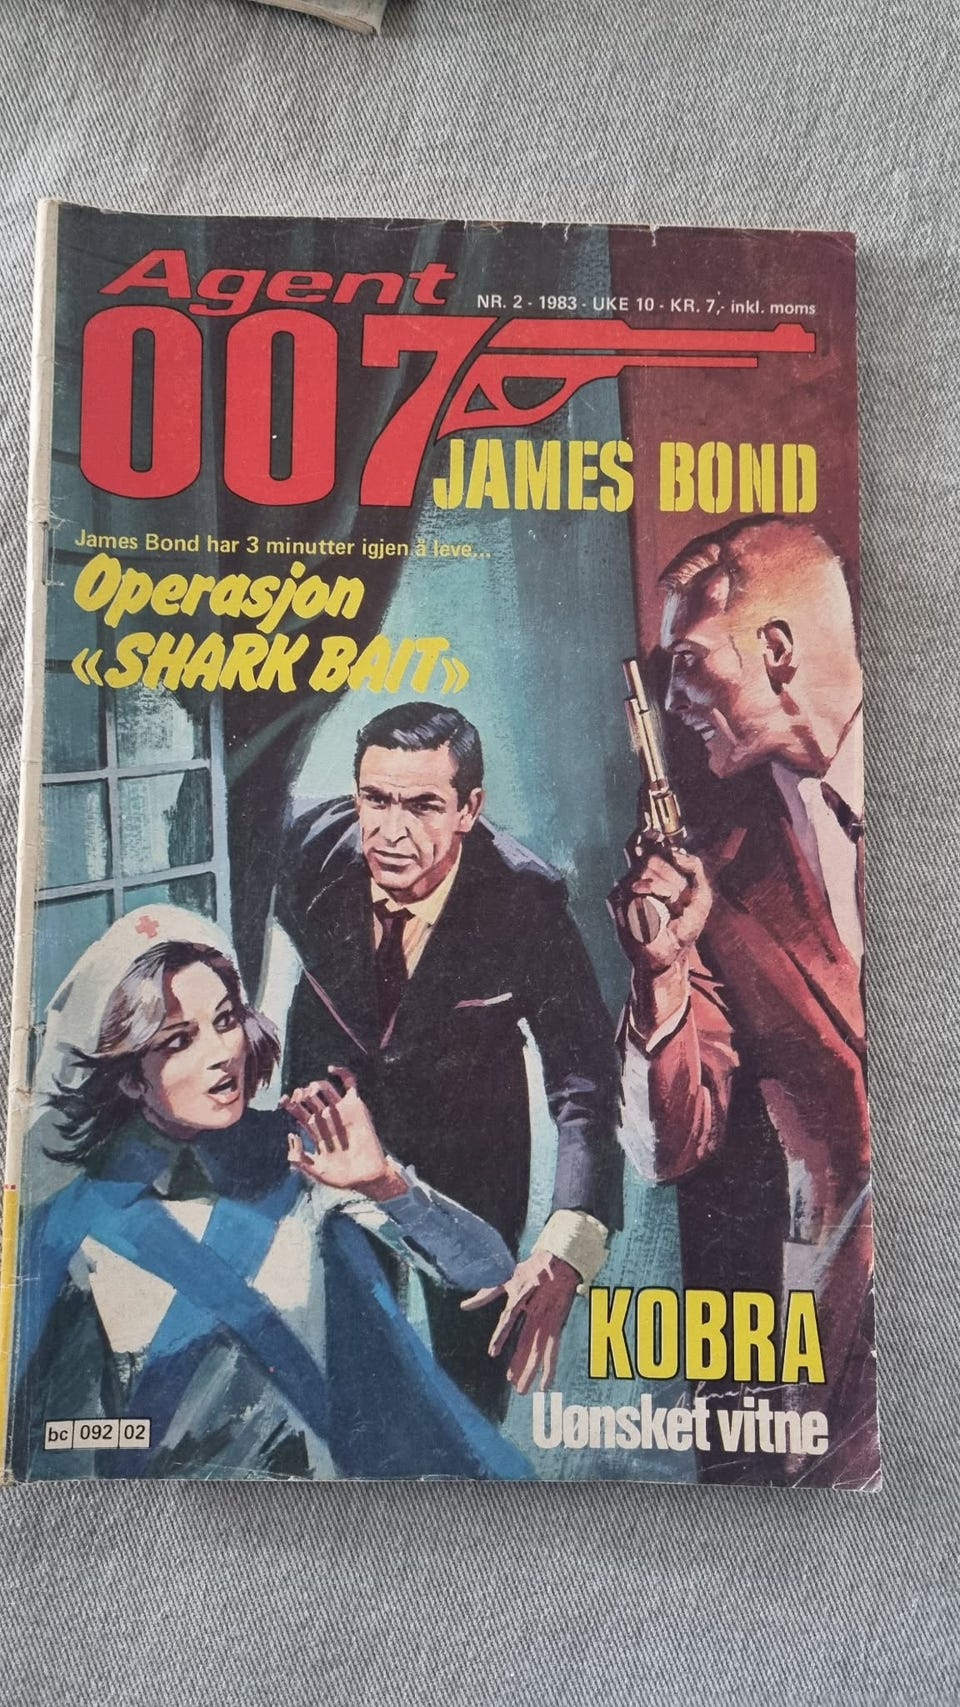 Agent
007
NR. 2 - 1983 - UKE 10 - KR. 7,- inkl. moms
JAMES BOND
James Bond har 3 minutter igjen å leve...
Operasjon
«SHARK BAIT»
KOBRA
Uønsket vitne
bc 092 02